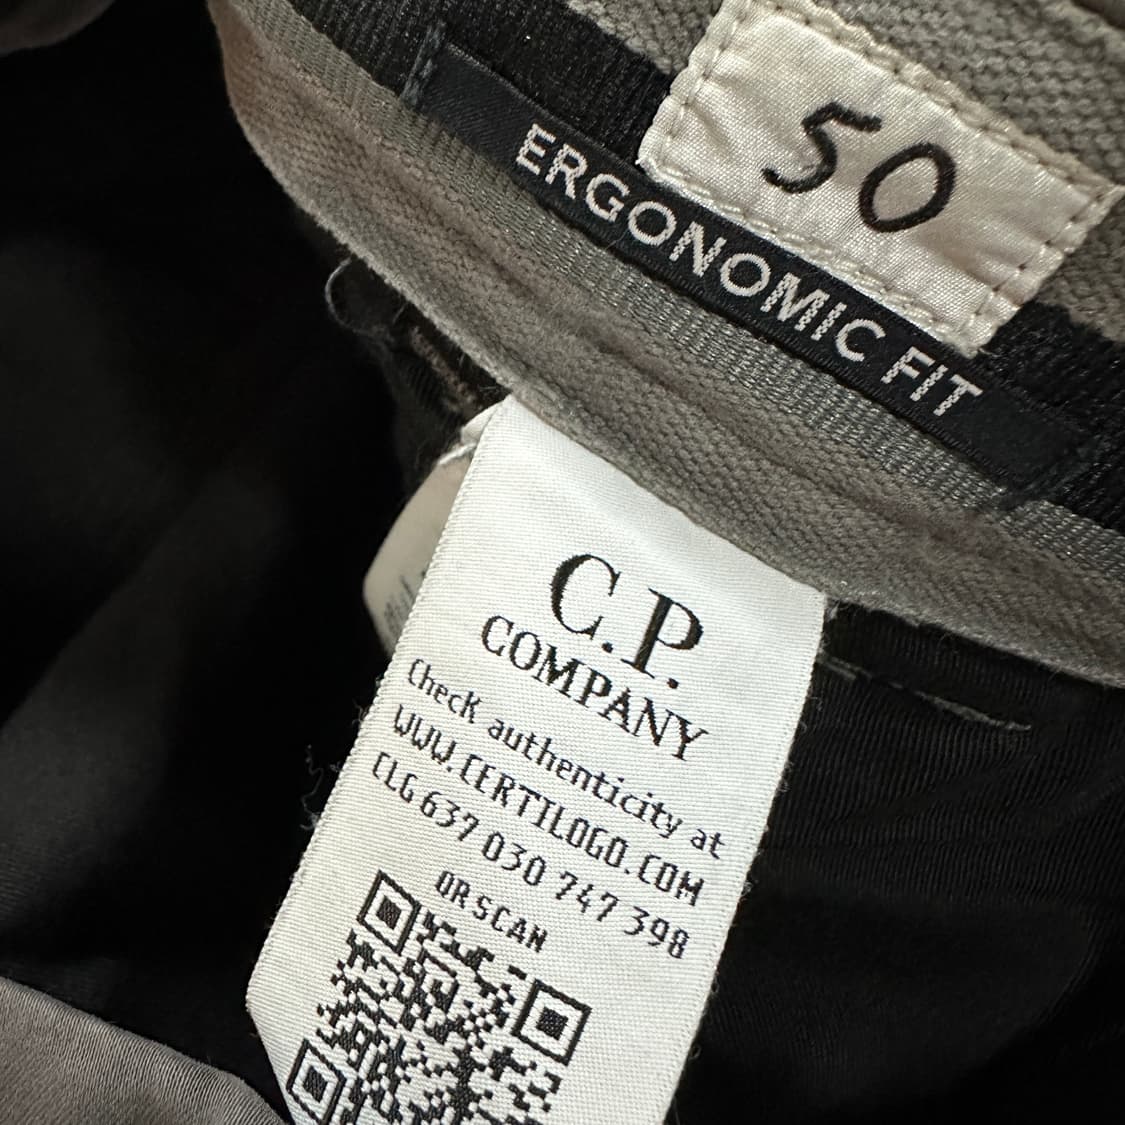 50
ERGONOMIC FIT
C.P.
COMPANY
Check authenticity at
WWW.CERTILOGO.COM
CLG 637 030 747 398
OR SCAN